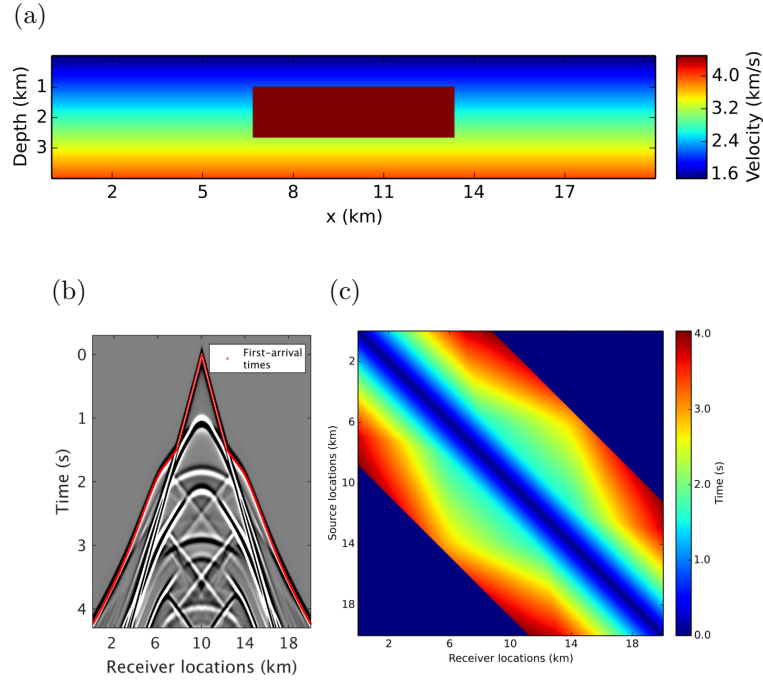 (a)
Depth (km)
1
2
3
2 5 8 11 14 17
x (km)
4.0
3.2
2.4
1.6
Velocity (km/s)
(b)
Time (s)
0
1
2
3
4
First-arrival
times
2 6 10 14 18
Receiver locations (km)
(c)
Source locations (km)
2
6
10
14
18
2 6 10 14 18
Receiver locations (km)
4.0
3.0
2.0
1.0
0.0
Time (s)